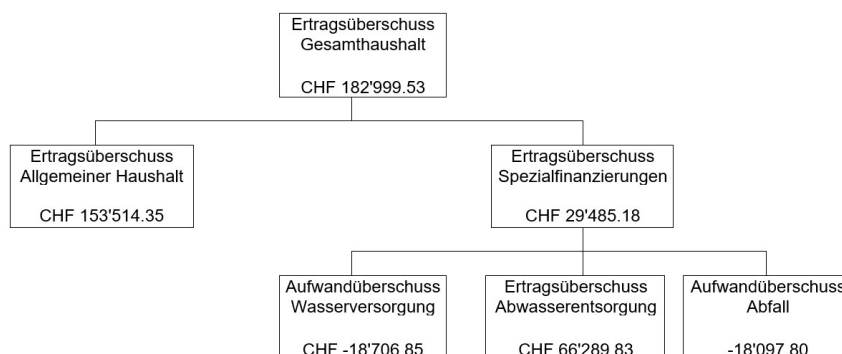 Ertragsüberschuss
Gesamthaushalt
CHF 182'999.53
Ertragsüberschuss
Allgemeiner Haushalt
CHF 153'514.35
Ertragsüberschuss
Spezialfinanzierungen
CHF 29'485.18
Aufwandüberschuss
Wasserversorgung
CHF -18'706.85
Ertragsüberschuss
Abwasserentsorgung
CHF 66'289.83
Aufwandüberschuss
Abfall
-18'097.80